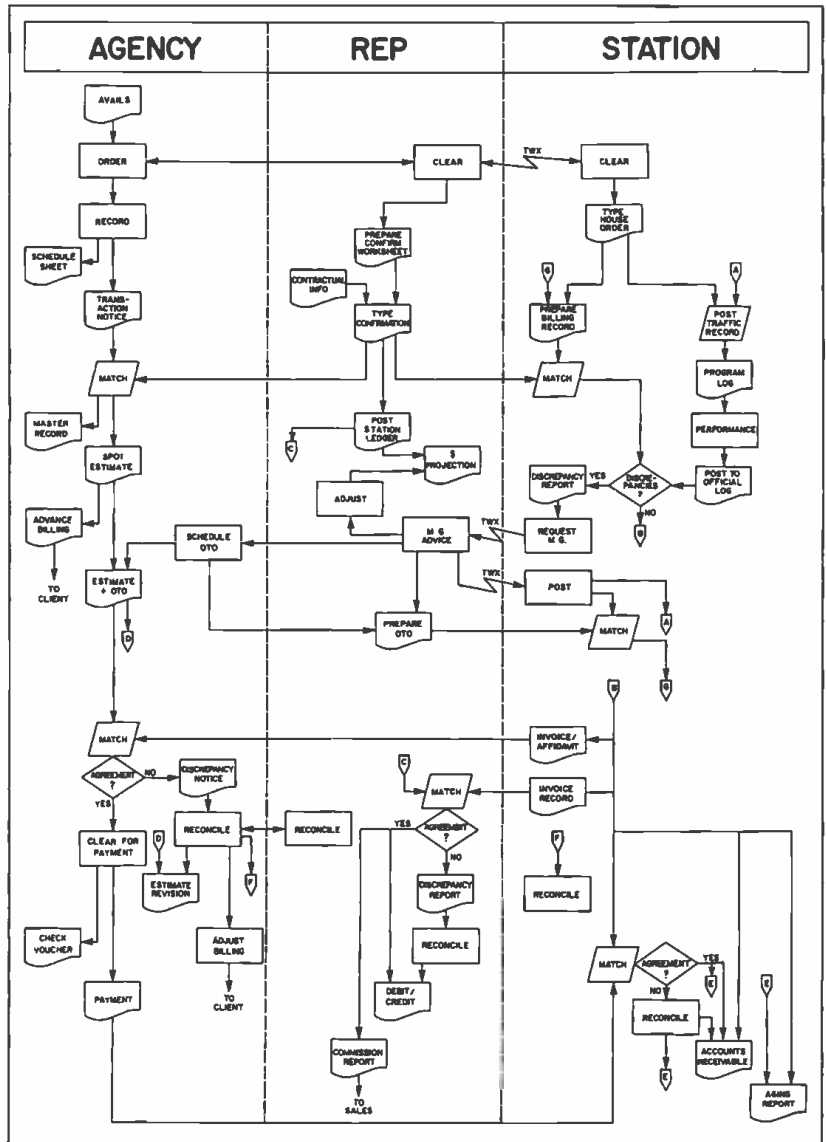 AGENCY
REP
STATION
AVAILS
ORDER
CLEAR
TWX
CLEAR
RECORD
TYPE
HOUSE
ORDER
SCHEDULE
SHEET
PREPARE
CONFIRM
WORKSHEET
TRANS-
ACTION
NOTICE
CONTRACTUAL
INFO
TYPE
CONFIRMATION
G
PREPARE
BILLING
RECORD
A
POST
TRAFFIC
RECORD
MATCH
MATCH
PROGRAM
LOG
MASTER
RECORD
POST
STATION
LEDGER
C
PERFORMANCE
SPOT
ESTIMATE
$
PROJECTION
DISCREPANCY
REPORT
YES
DISCRE-
PANCIES
?
POST TO
OFFICIAL
LOG
NO
B
ADJUST
ADVANCE
BILLING
TO
CLIENT
SCHEDULE
OTO
M G
ADVICE
TWX
REQUEST
M.G.
ESTIMATE
+ OTO
D
TWX
POST
A
PREPARE
OTO
MATCH
G
B
MATCH
INVOICE/
AFFIDAVIT
AGREEMENT
?
NO
YES
DISCREPANCY
NOTICE
C
MATCH
INVOICE
RECORD
CLEAR FOR
PAYMENT
RECONCILE
RECONCILE
YES
AGREEMENT
?
NO
D
F
F
ESTIMATE
REVISION
DISCREPANCY
REPORT
RECONCILE
CHECK
VOUCHER
ADJUST
BILLING
TO
CLIENT
RECONCILE
MATCH
AGREEMENT
?
YES
NO
E
E
PAYMENT
DEBIT/
CREDIT
RECONCILE
E
COMMISSION
REPORT
TO
SALES
ACCOUNTS
RECEIVABLE
AGING
REPORT